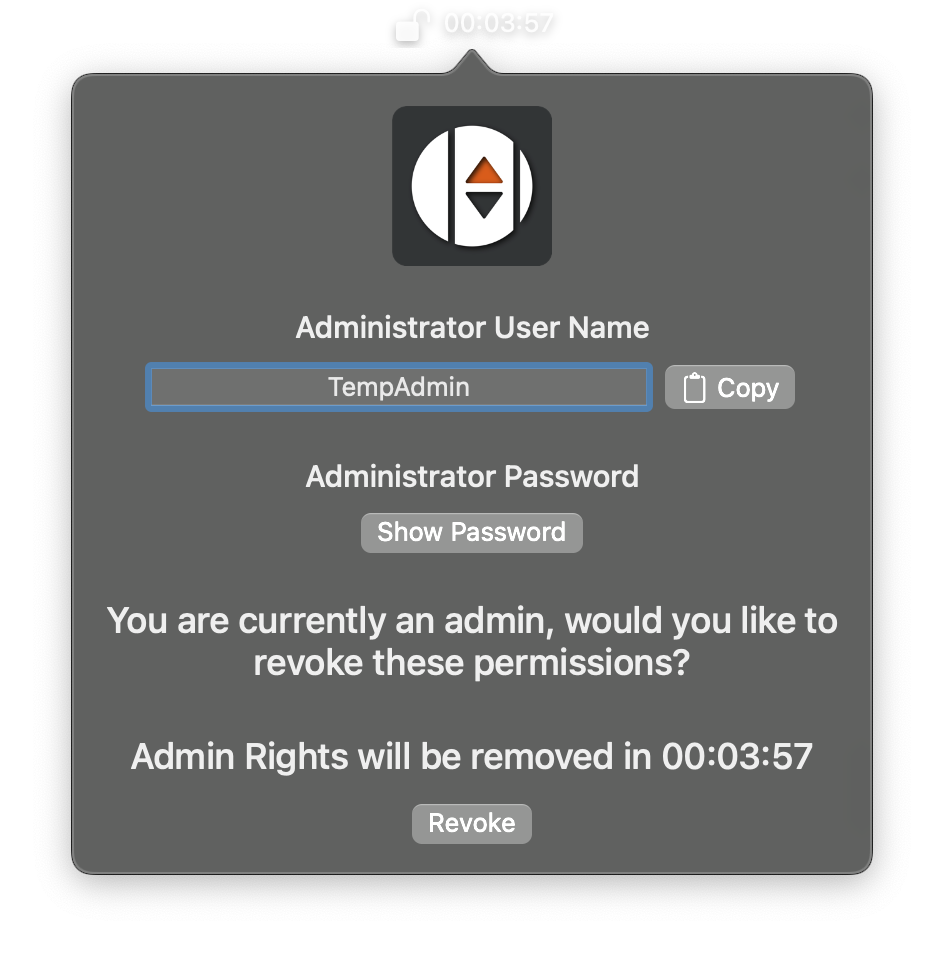 00:03:57
Administrator User Name
TempAdmin
Copy
Administrator Password
Show Password
You are currently an admin, would you like to
revoke these permissions?
Admin Rights will be removed in 00:03:57
Revoke